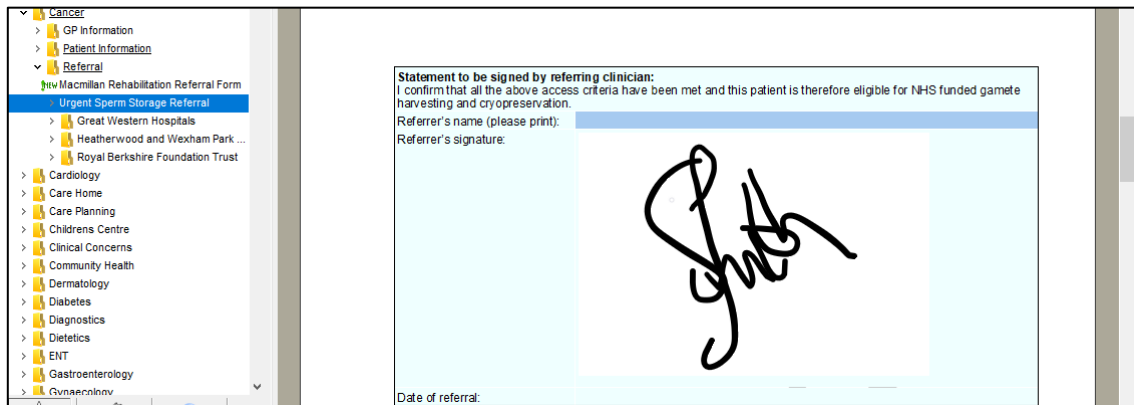 Cancer
GP Information
Patient Information
Referral
NEW Macmillan Rehabilitation Referral Form
Urgent Sperm Storage Referral
Great Western Hospitals
Heatherwood and Wexham Park ...
Royal Berkshire Foundation Trust
Cardiology
Care Home
Care Planning
Childrens Centre
Clinical Concerns
Community Health
Dermatology
Diabetes
Diagnostics
Dietetics
ENT
Gastroenterology
Gynaecology
Statement to be signed by referring clinician:
I confirm that all the above access criteria have been met and this patient is therefore eligible for NHS funded gamete
harvesting and cryopreservation.
Referrer's name (please print):
Referrer's signature:
Date of referral: